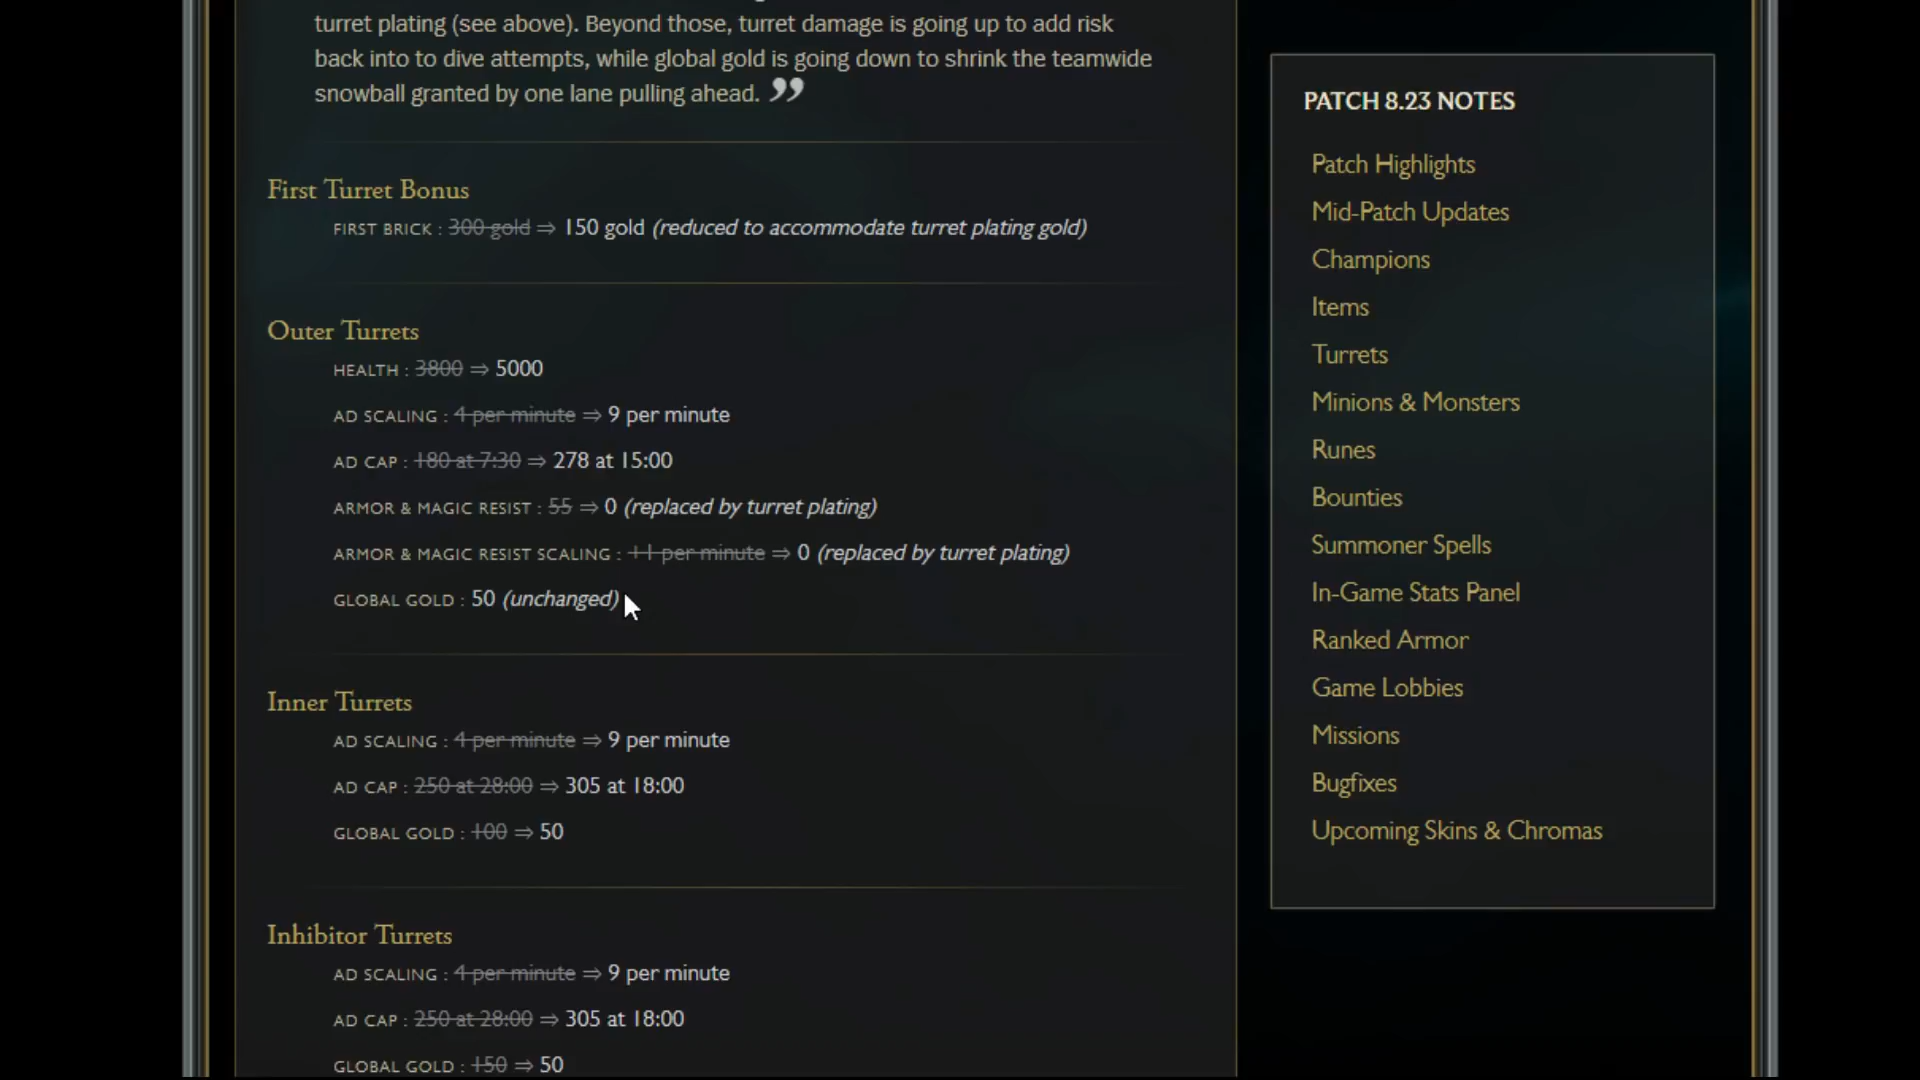 turret plating (see above). Beyond those, turret damage is going up to add risk
back into to dive attempts, while global gold is going down to shrink the teamwide
snowball granted by one lane pulling ahead. ”
First Turret Bonus
FIRST BRICK : 300 gold ⇒ 150 gold (reduced to accommodate turret plating gold)
Outer Turrets
HEALTH : 3800 ⇒ 5000
AD SCALING : 4 per minute ⇒ 9 per minute
AD CAP : 180 at 7:30 ⇒ 278 at 15:00
ARMOR & MAGIC RESIST : 55 ⇒ 0 (replaced by turret plating)
ARMOR & MAGIC RESIST SCALING : +1 per minute ⇒ 0 (replaced by turret plating)
GLOBAL GOLD : 50 (unchanged)
Inner Turrets
AD SCALING : 4 per minute ⇒ 9 per minute
AD CAP : 250 at 28:00 ⇒ 305 at 18:00
GLOBAL GOLD : 100 ⇒ 50
Inhibitor Turrets
AD SCALING : 4 per minute ⇒ 9 per minute
AD CAP : 250 at 28:00 ⇒ 305 at 18:00
GLOBAL GOLD : 150 ⇒ 50
PATCH 8.23 NOTES
Patch Highlights
Mid-Patch Updates
Champions
Items
Turrets
Minions & Monsters
Runes
Bounties
Summoner Spells
In-Game Stats Panel
Ranked Armor
Game Lobbies
Missions
Bugfixes
Upcoming Skins & Chromas